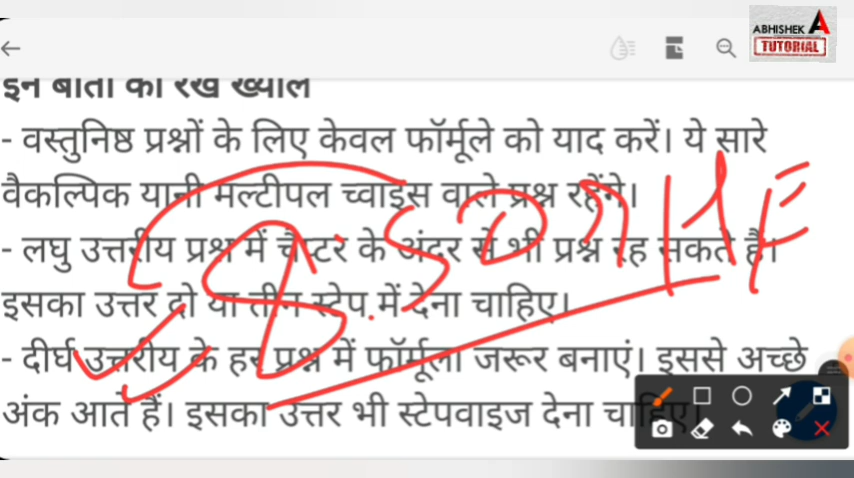 ABHISHEK A
TUTORIAL
इन बातों का रखें ख्याल
- वस्तुनिष्ठ प्रश्नों के लिए केवल फॉर्मूले को याद करें। ये सारे
वैकल्पिक यानी मल्टीपल च्वाइस वाले प्रश्न रहेंगे।
- लघु उत्तरीय प्रश्न में चैप्टर के अंदर से भी प्रश्न रह सकते हैं।
इसका उत्तर दो या तीन स्टेप में देना चाहिए।
- दीर्घ उत्तरीय के हर प्रश्न में फॉर्मूला जरूर बनाएं। इससे अच्छे
अंक आते हैं। इसका उत्तर भी स्टेपवाइज देना चाहिए।